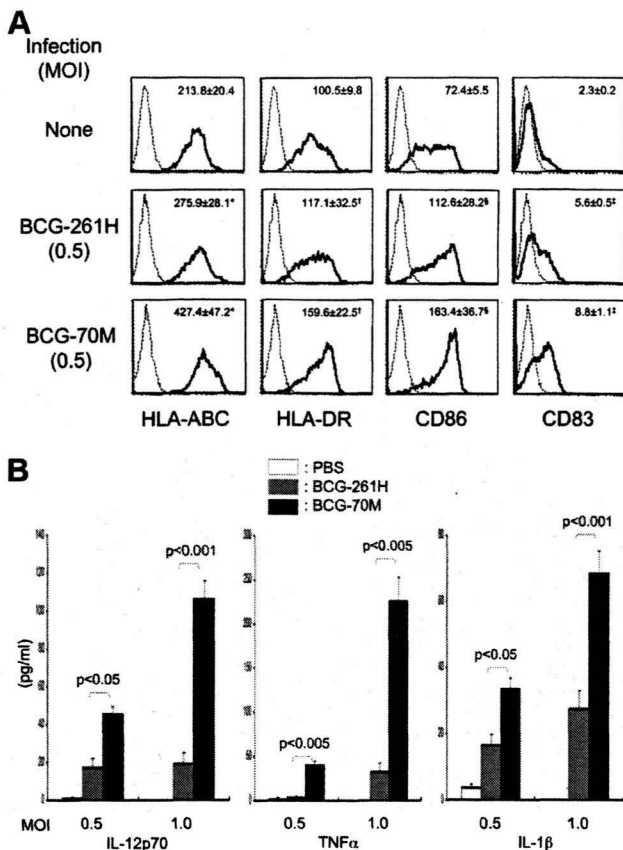 A
Infection
(MOI)
None
213.8±20.4
100.5±9.8
72.4±5.5
2.3±0.2
BCG-261H
(0.5)
275.9±28.1*
117.1±32.5†
112.6±28.2§
5.6±0.5‡
BCG-70M
(0.5)
427.4±47.2*
159.6±22.5†
163.4±36.7§
8.8±1.1‡
HLA-ABC
HLA-DR
CD86
CD83
B
: PBS
: BCG-261H
: BCG-70M
(pg/ml)
p<0.05
p<0.001
p<0.005
p<0.005
p<0.05
p<0.001
MOI
0.5
1.0
0.5
1.0
0.5
1.0
IL-12p70
TNFα
IL-1β